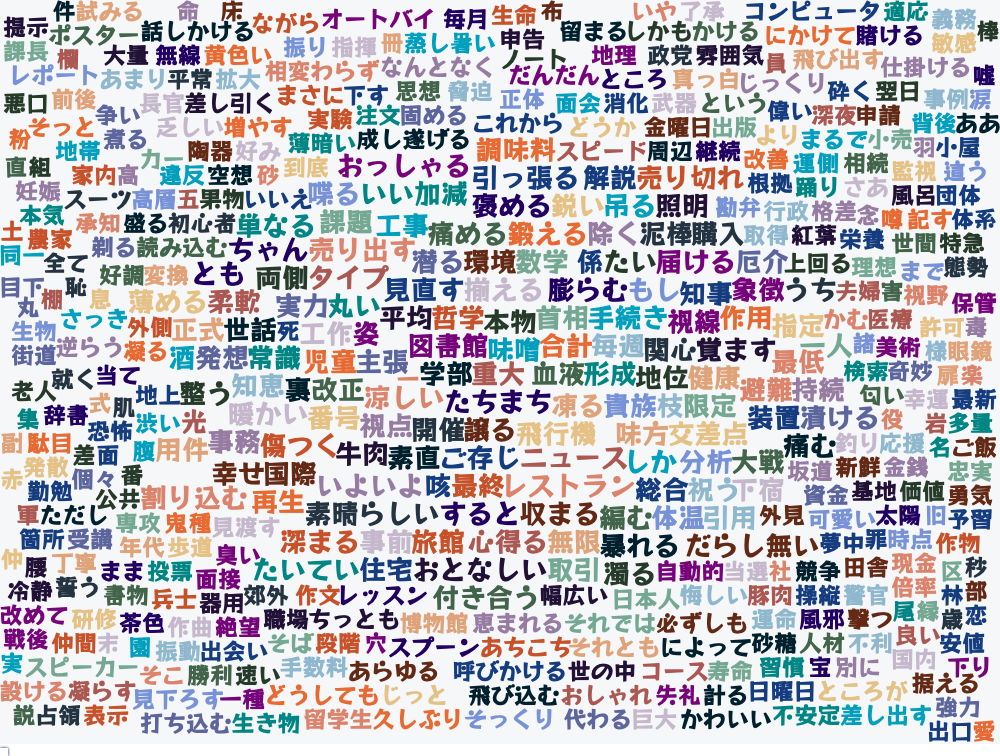 件 試みる 命 床 ながら オートバイ 毎月 生命 布 いや 了承 コンピュータ 適応 義務
提示 ポスター 話しかける 振り 指揮 冊 蒸し暑い 申告 留まる しかも かける にかけて 賭ける 敏感 棒
課長 欄 大量 無線 黄色い ノート 地理 政党 雰囲気 員 飛び出す 仕掛ける 嘘
レポート あまり 平常 拡大 相変わらず なんとなく だんだん ところ 真っ白 じっくり 砕く 翌日
悪口 前後 争い 長官 差し引く まさに 下す 思想 脅迫 正体 面会 消化 武器 という 偉い 深夜 申請 事例 涙
粉 そっと 煮る 乏しい 増やす 実験 注文 固める これから どうか 金曜日 出版 より まるで 小売 背後 ああ
直 組 地帯 カー 陶器 好み 薄暗い 成し遂げる 調味料 スピード 周辺 継続 改善 運 側 相続 羽 小屋 監視 違う
妊娠 家内 高 違反 空想 砂 到底 おっしゃる 引っ張る 解説 売り切れ 根拠 踊り さあ 風呂 団体
本気 スーツ 高層 五 果物 いいえ 喋る いい加減 褒める 鋭い 吊る 照明 勘弁 行政 格差 念 噂 記す 体系
土 農家 承知 盛る 初心者 単なる 課題 工事 痛める 鍛える 除く 泥棒 購入 取得 紅葉 栄養 世間 特急
同一 全て 剃る 読み込む ちゃん 売り出す 潜る 環境 数学 係 たい 届ける 厄介 上回る 理想 まで 態勢
目下 丸 棚 恥 好調 変換 とも 両側 タイプ 見直す 揃える 膨らむ もし 知事 象徴 うち 夫婦 害 視野 保管
生物 さっき 息 薄める 柔軟 実力 丸い 平均 哲学 本物 首相 手続き 視線 作用 指定 かむ 医療 許可 毒
街道 逆らう 外側 正式 世話 死 工作 姿 図書館 味噌 合計 毎週 関心 覚ます 一人 諸 美術 様 眼鏡
凝る 酒 発想 常識 児童 主張 学部 重大 血液 形成 地位 健康 最低 検索 奇妙 扉 楽
老人 就く 当て 地上 整う 知恵 裏 改正 涼しい 一 たちまち 凍る 貴族 枝 限定 避難 持続 匂い 幸運 最新
集 辞書 式 肌 渋い 光 暖かい 番号 視点 開催 譲る 飛行機 味方 交差点 装置 漬ける 役 岩 多量
副 駄目 恐怖 差 面 腹 用件 事務 傷つく 牛肉 素直 ご存じ ニュース しか 分析 大戦 痛む 釣り 応援 名 ご飯
赤 発散 個々 番 幸せ 国際 いよいよ 咳 最終 レストラン 総合 祝う 下宿 坂道 新鮮 金銭 忠実
勤勉 公共 割り込む 再生 資金 基地 価値 勇気
軍 ただし 専攻 鬼 種 見渡す 素晴らしい すると 収まる 編む 体温 引用 外見 可愛い 太陽 旧 予習
箇所 受講 年代 歩道 臭い 深まる 事前 旅館 心得る 無限 暴れる だらし無い 夢中 罪 時点 作物
仲 腰 丁寧 まま 投票 面接 たいてい 住宅 おとなしい 取引 濁る 自動的 当選 社 競争 田舎 現金 区 秒
冷静 誓う 書物 兵士 器用 郊外 作文 レッスン 付き合う 幅広い 日本人 悔しい 豚肉 操縦 警官 倍率 林 部
改めて 研修 茶色 作曲 絶望 職場 ちっとも 博物館 恵まれる それでは 必ずしも 運命 風邪 撃つ 尾 縁 歳 恋
戦後 仲間 末 園 振動 出会い そば 段階 穴 スプーン あちこち それとも によって 砂糖 人材 不利 良い 安値
実 スピーカー そこ 勝利 速い 手数料 あらゆる 呼びかける 世の中 コース 寿命 習慣 宝 別に 国内 下り
設ける 凝らす 見下ろす 一種 どうしても じっと 飛び込む おしゃれ 失礼 計る 日曜日 ところが 据える
説 占領 表示 打ち込む 生き物 留学生 久しぶり そっくり 代わる 巨大 かわいい 不安定 差し出す 強力
出口 愛